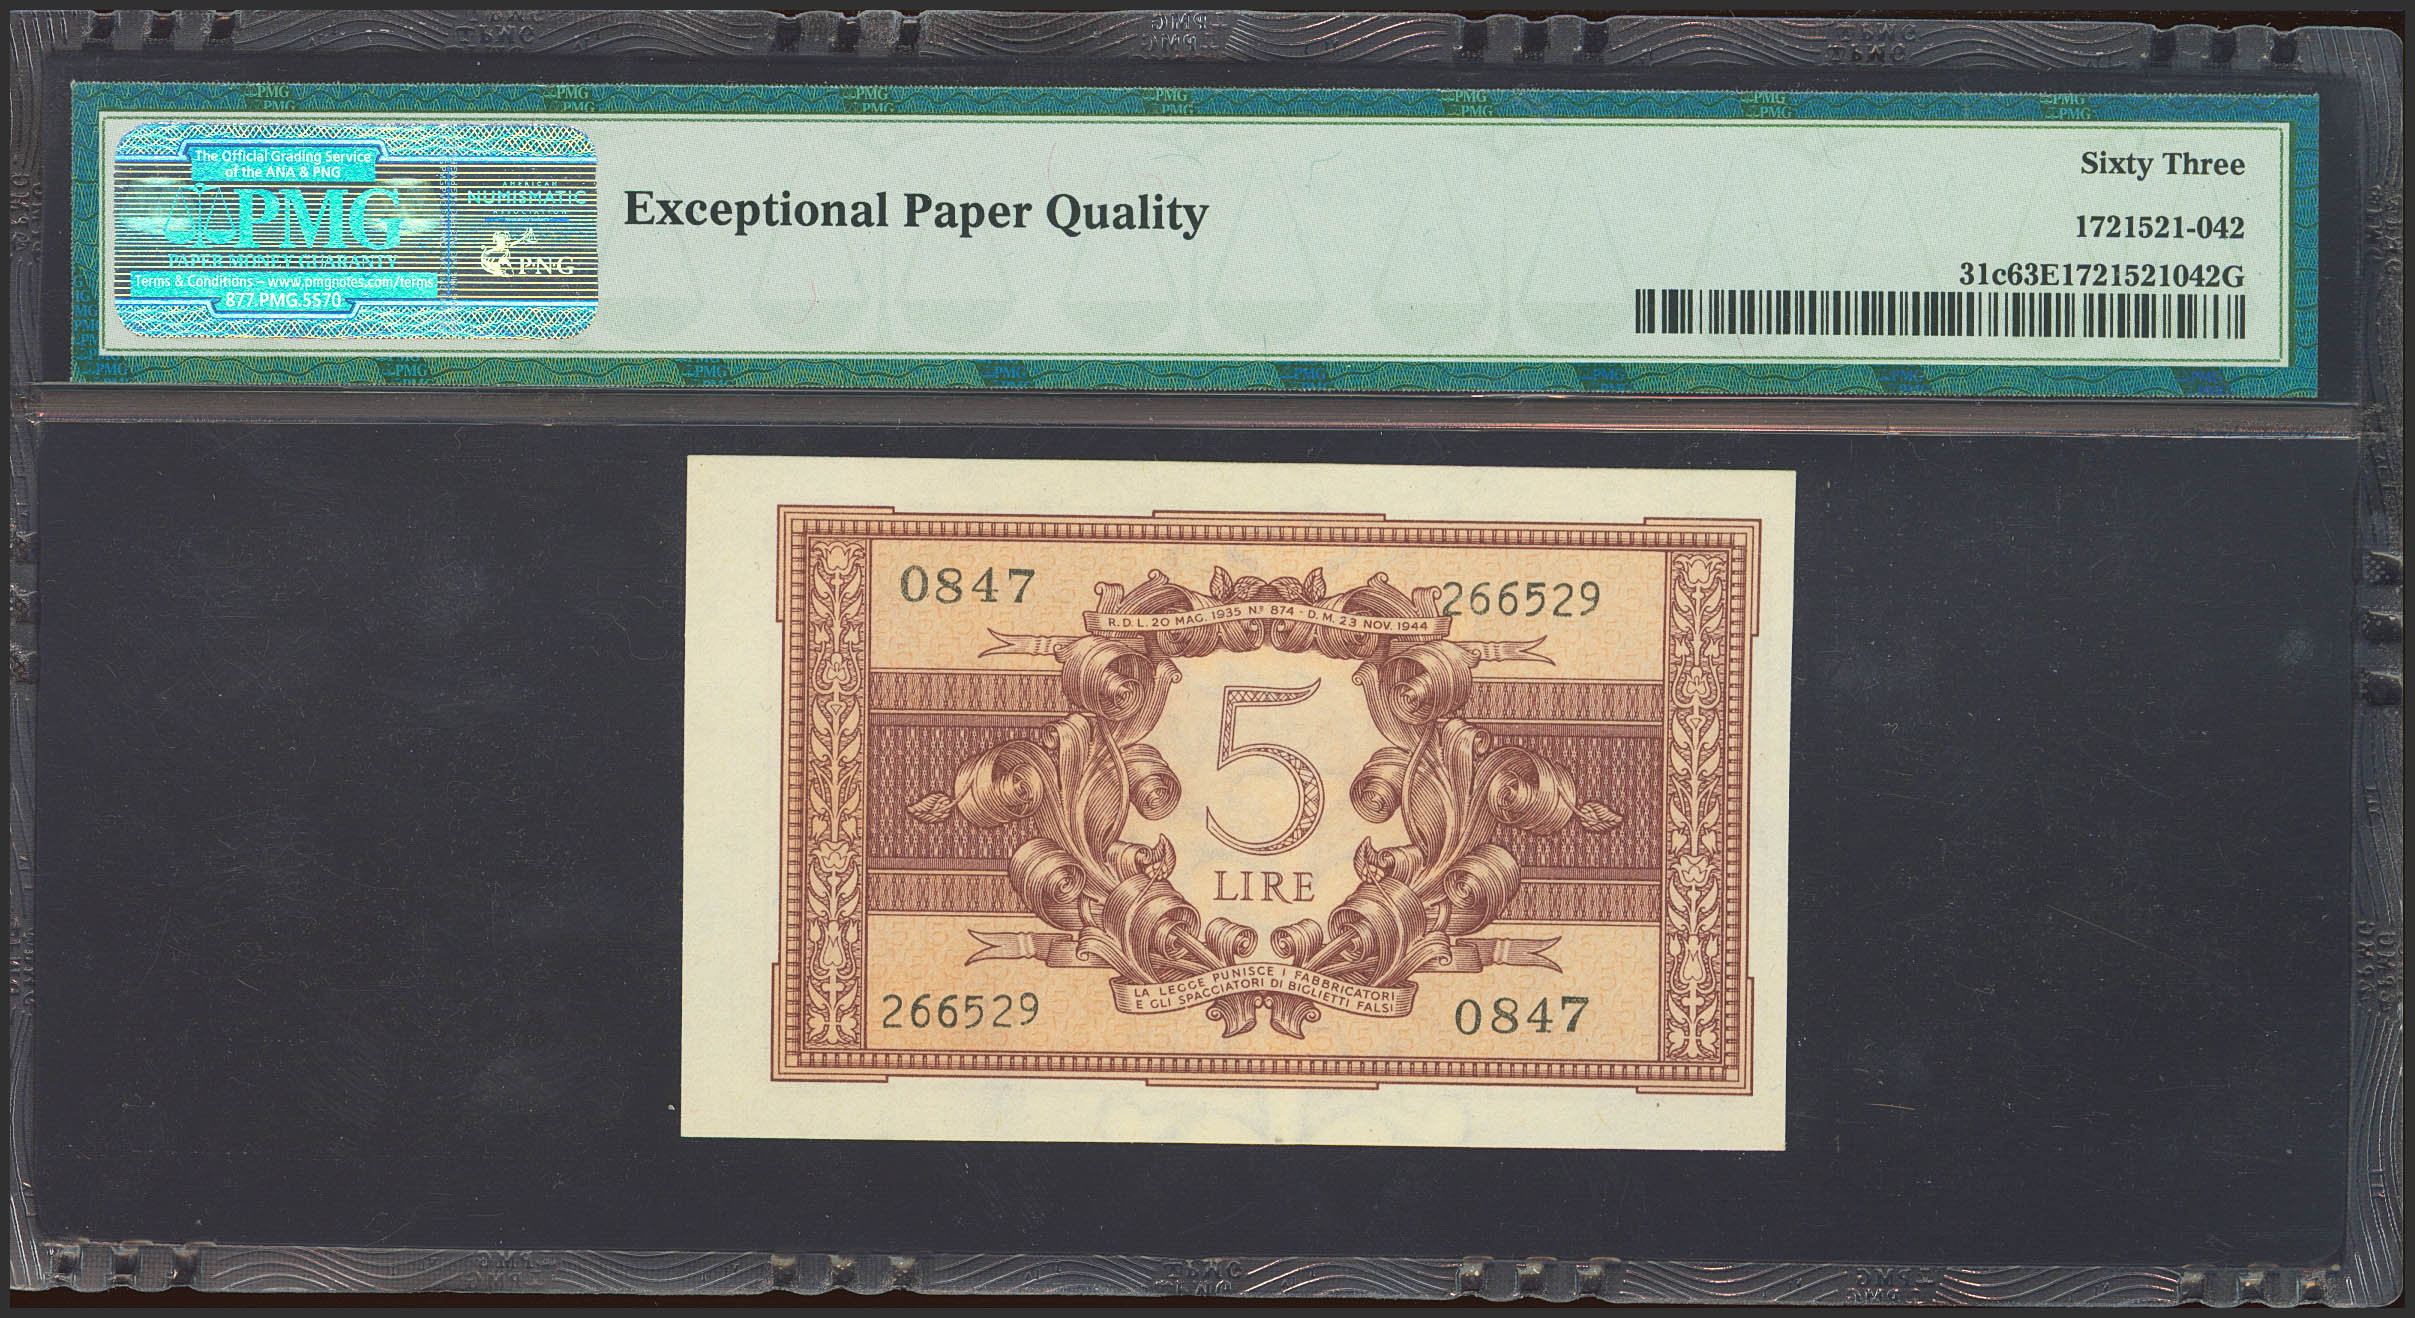 The Official Grading Service
of the ANA & PNG
PMG
PAPER MONEY GUARANTY
Terms & Conditions – www.pmgnotes.com/terms
877.PMG.5570
AMERICAN
NUMISMATIC
ASSOCIATION
PNG
Exceptional Paper Quality
Sixty Three
1721521-042
31c63E1721521042G
0847
266529
R.D.L. 20 MAG. 1935 Nº 874 - D.M. 23 NOV. 1944
5
LIRE
LA LEGGE PUNISCE I FABBRICATORI
E GLI SPACCIATORI DI BIGLIETTI FALSI
266529
0847